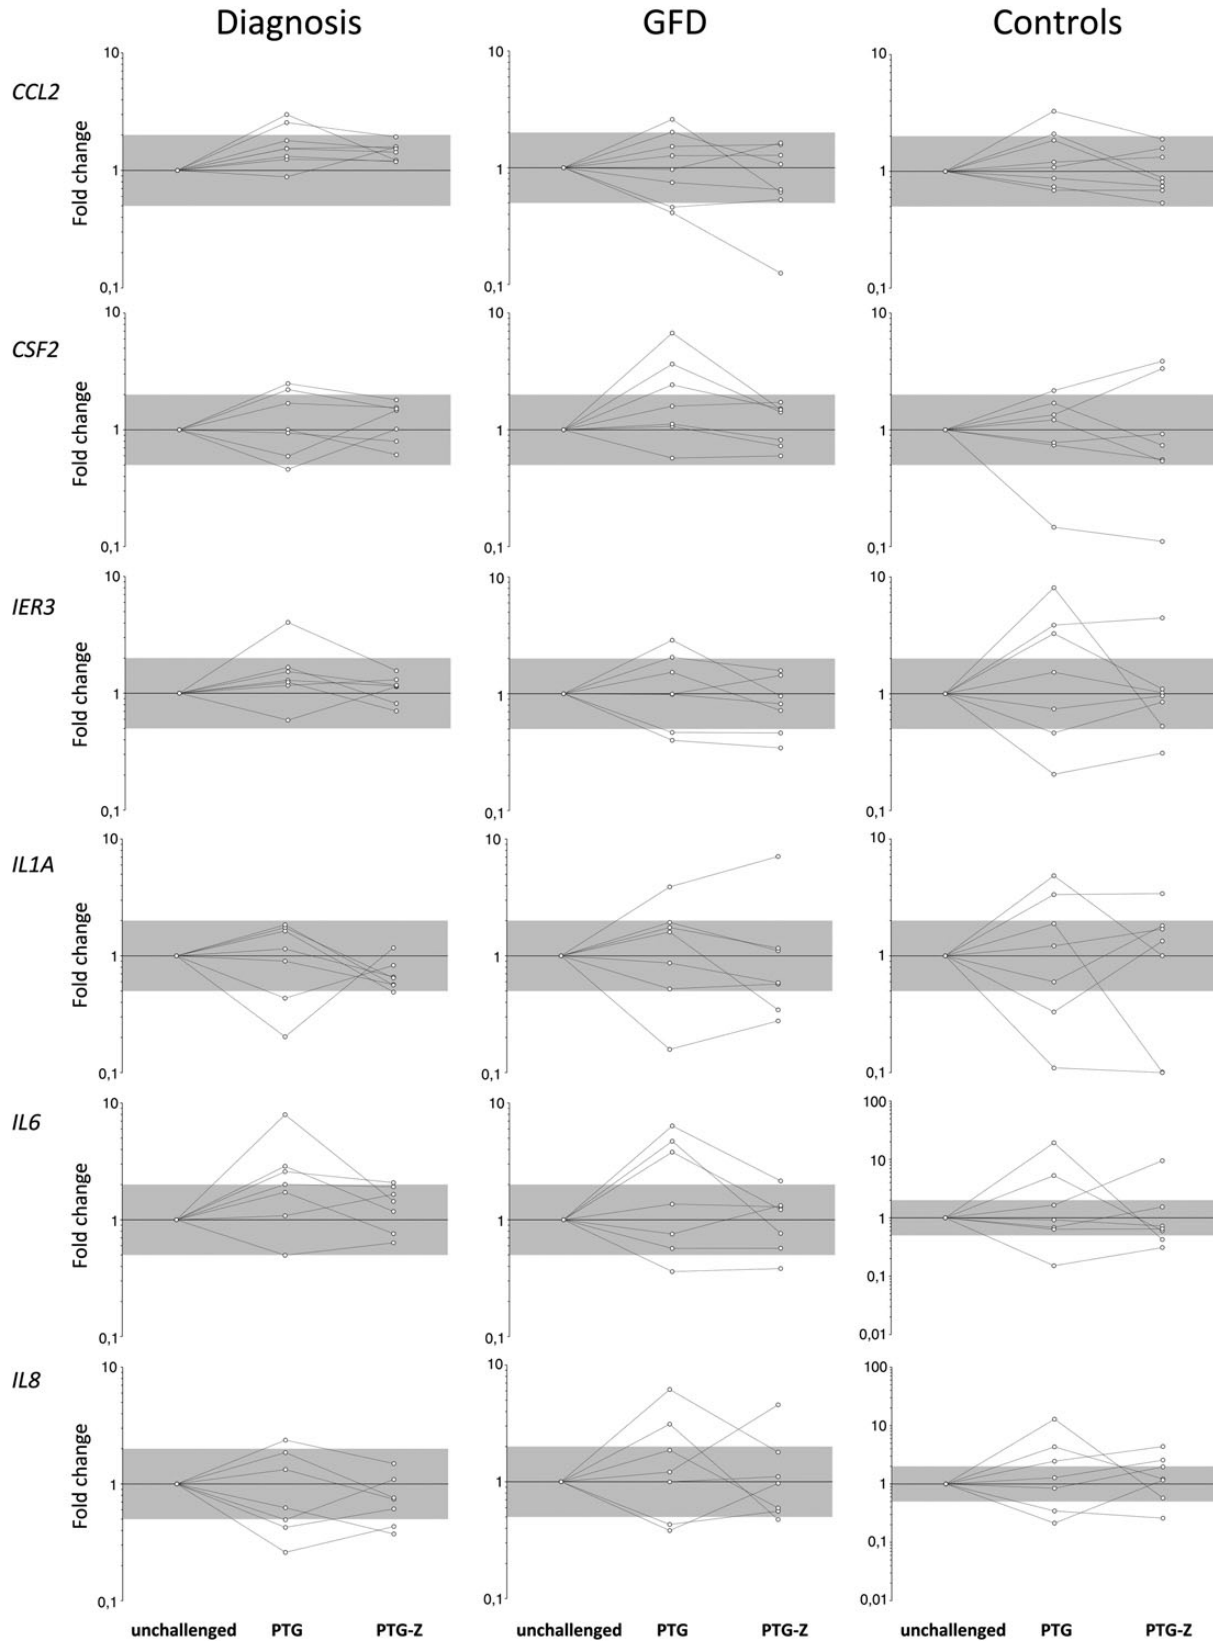 Diagnosis GFD Controls
CCL2
Fold change
10 1 0,1
10 1 0,1
10 1 0,1
CSF2
Fold change
10 1 0,1
10 1 0,1
10 1 0,1
IER3
Fold change
10 1 0,1
10 1 0,1
10 1 0,1
IL1A
Fold change
10 1 0,1
10 1 0,1
10 1 0,1
IL6
Fold change
10 1 0,1
10 1 0,1
100 10 1 0,1 0,01
IL8
Fold change
10 1 0,1
10 1 0,1
100 10 1 0,1 0,01
unchallenged PTG PTG-Z unchallenged PTG PTG-Z unchallenged PTG PTG-Z